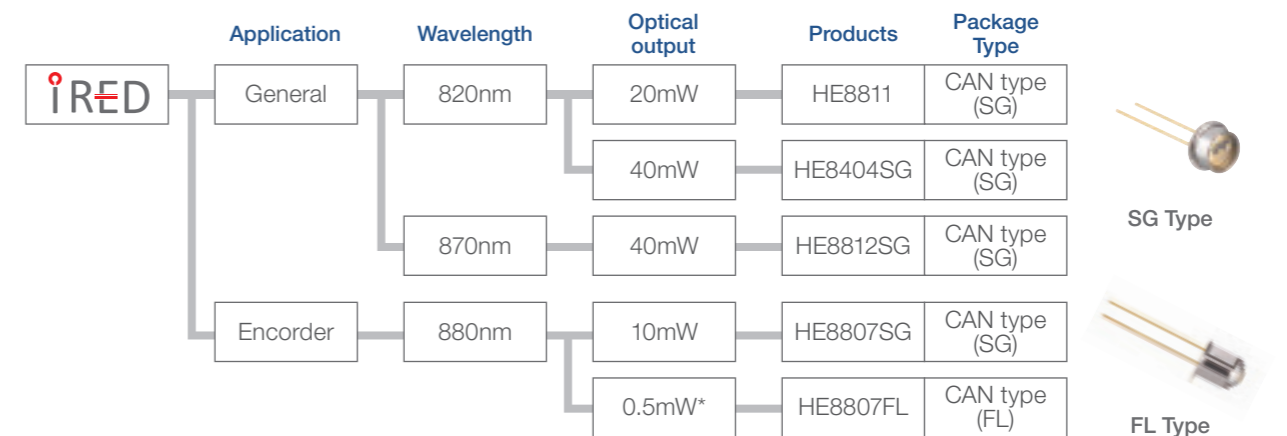 Application
Wavelength
Optical
output
Products
Package
Type
iRED
General
820nm
20mW
HE8811
CAN type
(SG)
40mW
HE8404SG
CAN type
(SG)
SG Type
870nm
40mW
HE8812SG
CAN type
(SG)
Encorder
880nm
10mW
HE8807SG
CAN type
(SG)
0.5mW*
HE8807FL
CAN type
(FL)
FL Type